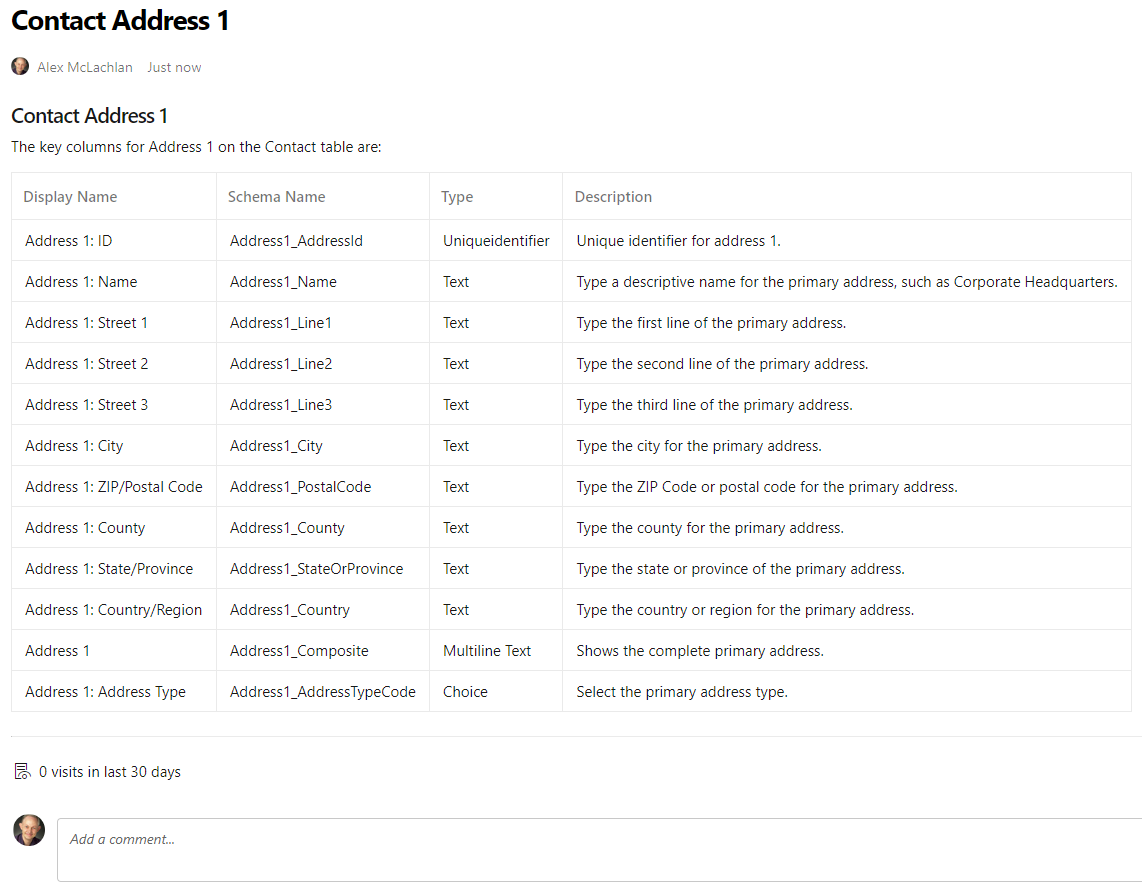 Contact Address 1
Alex McLachlan Just now
Contact Address 1
The key columns for Address 1 on the Contact table are:
Display Name Schema Name Type Description
Address 1: ID Address1_AddressId Uniqueidentifier Unique identifier for address 1.
Address 1: Name Address1_Name Text Type a descriptive name for the primary address, such as Corporate Headquarters.
Address 1: Street 1 Address1_Line1 Text Type the first line of the primary address.
Address 1: Street 2 Address1_Line2 Text Type the second line of the primary address.
Address 1: Street 3 Address1_Line3 Text Type the third line of the primary address.
Address 1: City Address1_City Text Type the city for the primary address.
Address 1: ZIP/Postal Code Address1_PostalCode Text Type the ZIP Code or postal code for the primary address.
Address 1: County Address1_County Text Type the county for the primary address.
Address 1: State/Province Address1_StateOrProvince Text Type the state or province of the primary address.
Address 1: Country/Region Address1_Country Text Type the country or region for the primary address.
Address 1 Address1_Composite Multiline Text Shows the complete primary address.
Address 1: Address Type Address1_AddressTypeCode Choice Select the primary address type.
0 visits in last 30 days
Add a comment...